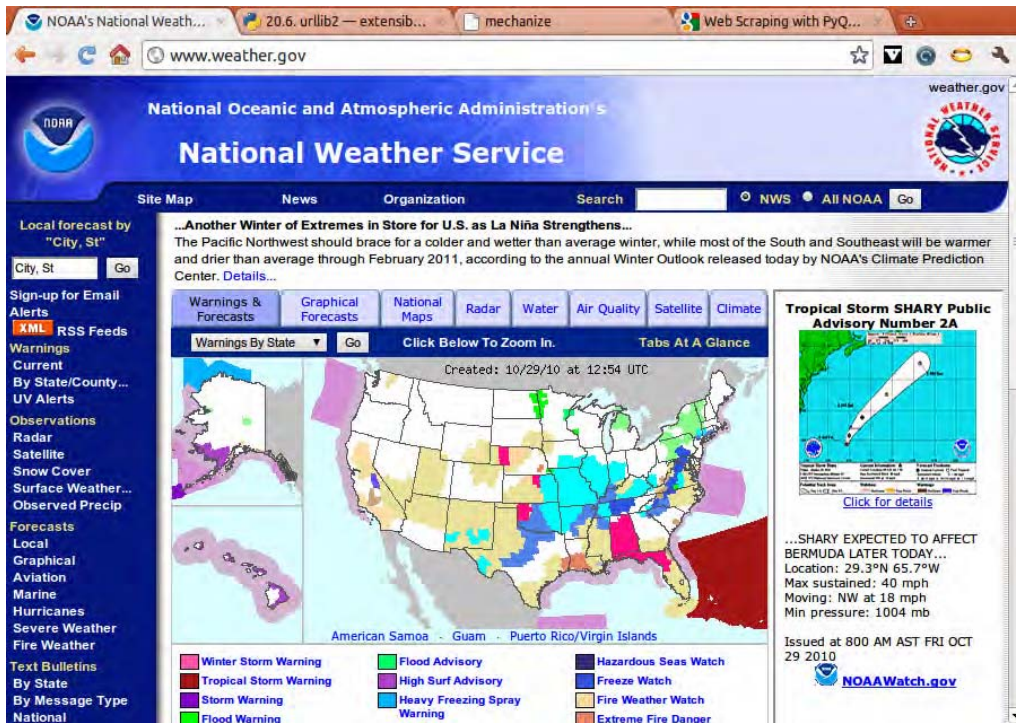 NOAA's National Weath...
20.6. urllib2 — extensib...
mechanize
Web Scraping with PyQ...
www.weather.gov
weather.gov
NOAA
National Oceanic and Atmospheric Administration's
National Weather Service
NATIONAL WEATHER SERVICE
Site Map News Organization Search NWS All NOAA Go
Local forecast by
"City, St"
City, St Go
Sign-up for Email
Alerts
XML RSS Feeds
Warnings
Current
By State/County...
UV Alerts
Observations
Radar
Satellite
Snow Cover
Surface Weather...
Observed Precip
Forecasts
Local
Graphical
Aviation
Marine
Hurricanes
Severe Weather
Fire Weather
Text Bulletins
By State
By Message Type
National
...Another Winter of Extremes in Store for U.S. as La Niña Strengthens...
The Pacific Northwest should brace for a colder and wetter than average winter, while most of the South and Southeast will be warmer
and drier than average through February 2011, according to the annual Winter Outlook released today by NOAA's Climate Prediction
Center. Details...
Warnings &
Forecasts
Graphical
Forecasts
National
Maps
Radar
Water
Air Quality
Satellite
Climate
Warnings By State Go Click Below To Zoom In. Tabs At A Glance
Created: 10/29/10 at 12:54 UTC
American Samoa - Guam - Puerto Rico/Virgin Islands
Winter Storm Warning
Tropical Storm Warning
Storm Warning
Flood Warning
Flood Advisory
High Surf Advisory
Heavy Freezing Spray
Warning
Hazardous Seas Watch
Freeze Watch
Fire Weather Watch
Extreme Fire Danger
Tropical Storm SHARY Public
Advisory Number 2A
Click for details
...SHARY EXPECTED TO AFFECT
BERMUDA LATER TODAY...
Location: 29.3°N 65.7°W
Max sustained: 40 mph
Moving: NW at 18 mph
Min pressure: 1004 mb
Issued at 800 AM AST FRI OCT
29 2010
NOAAWatch.gov